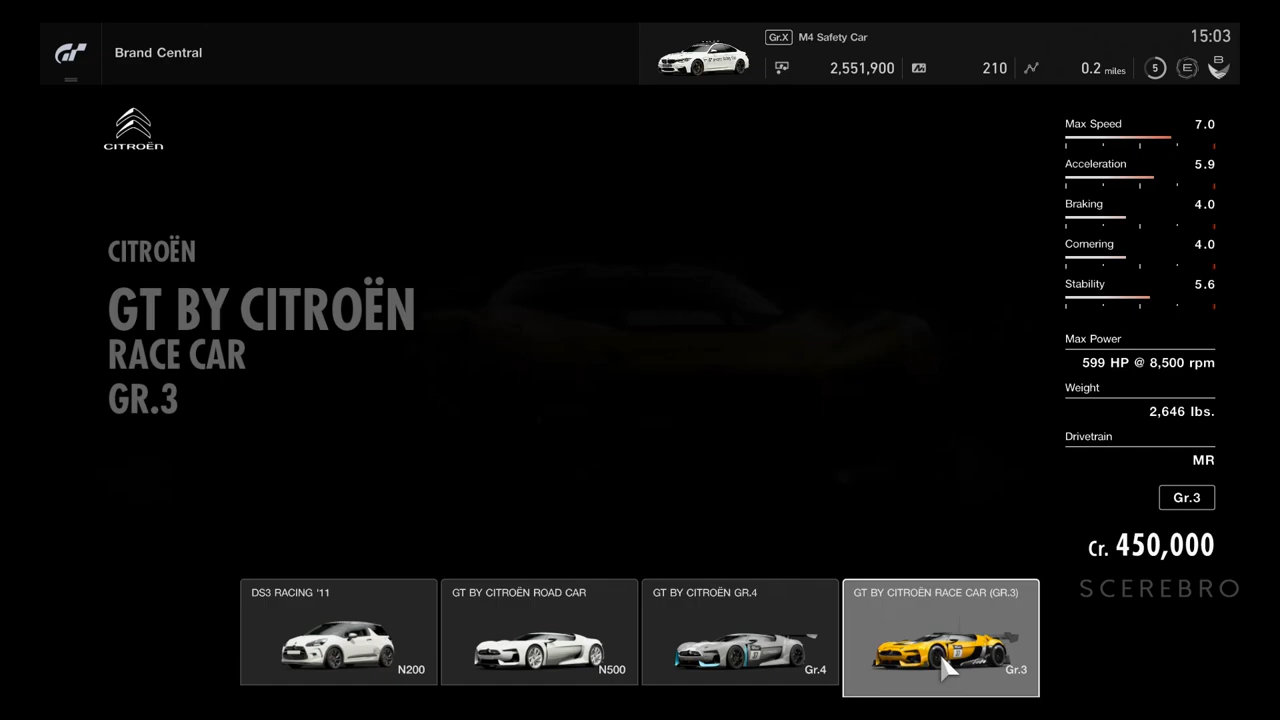 Brand Central
Gr.X M4 Safety Car
15:03
2,551,900
210
0.2 miles
5
E
B
CITROËN
CITROËN
GT BY CITROËN
RACE CAR
GR.3
Max Speed 7.0
Acceleration 5.9
Braking 4.0
Cornering 4.0
Stability 5.6
Max Power
599 HP @ 8,500 rpm
Weight
2,646 lbs.
Drivetrain
MR
Gr.3
Cr. 450,000
SCEREBRO
DS3 RACING '11
N200
GT BY CITROËN ROAD CAR
N500
GT BY CITROËN GR.4
Gr.4
GT BY CITROËN RACE CAR (GR.3)
Gr.3